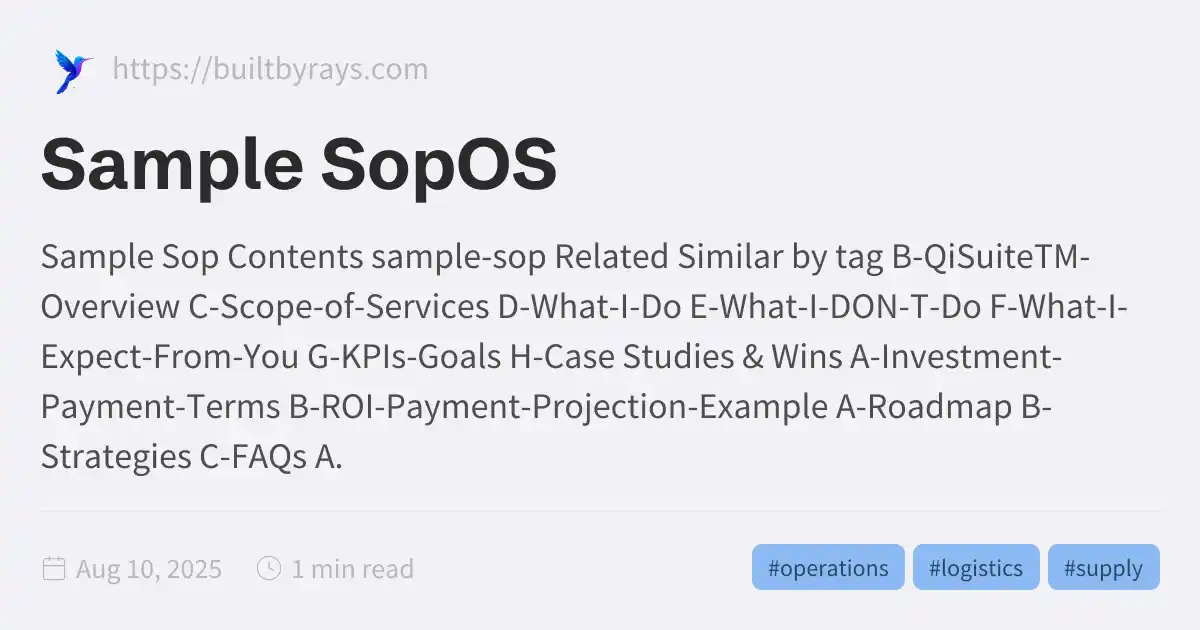 https://builtbyrays.com
Sample SopOS
Sample Sop Contents sample-sop Related Similar by tag B-QiSuiteTM-
Overview C-Scope-of-Services D-What-I-Do E-What-I-DON-T-Do F-What-I-
Expect-From-You G-KPIs-Goals H-Case Studies & Wins A-Investment-
Payment-Terms B-ROI-Payment-Projection-Example A-Roadmap B-
Strategies C-FAQs A.
Aug 10, 2025 1 min read #operations #logistics #supply